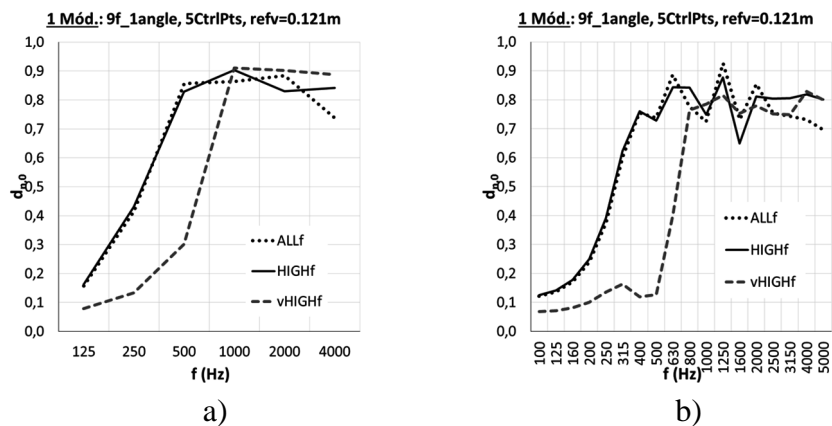 1 Mód.: 9f_1angle, 5CtrlPts, refv=0.121m
1,0
0,9
0,8
0,7
0,6
0,5
0,4
0,3
0,2
0,1
0,0
dn,0
ALLf
HIGHf
vHIGHf
125 250 500 1000 2000 4000
f (Hz)
a)
1 Mód.: 9f_1angle, 5CtrlPts, refv=0.121m
1,0
0,9
0,8
0,7
0,6
0,5
0,4
0,3
0,2
0,1
0,0
dn,0
ALLf
HIGHf
vHIGHf
100 125 160 200 250 315 400 500 630 800 1000 1250 1600 2000 2500 3150 4000 5000
f (Hz)
b)